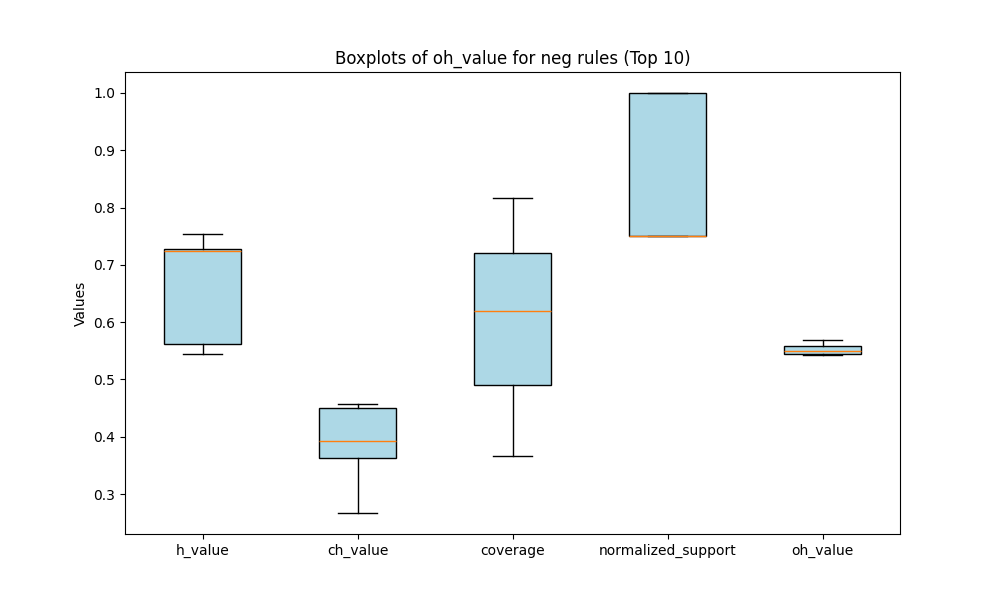 Boxplots of oh_value for neg rules (Top 10)
1.0
0.9
0.8
0.7
0.6
0.5
0.4
0.3
Values
h_value
ch_value
coverage
normalized_support
oh_value